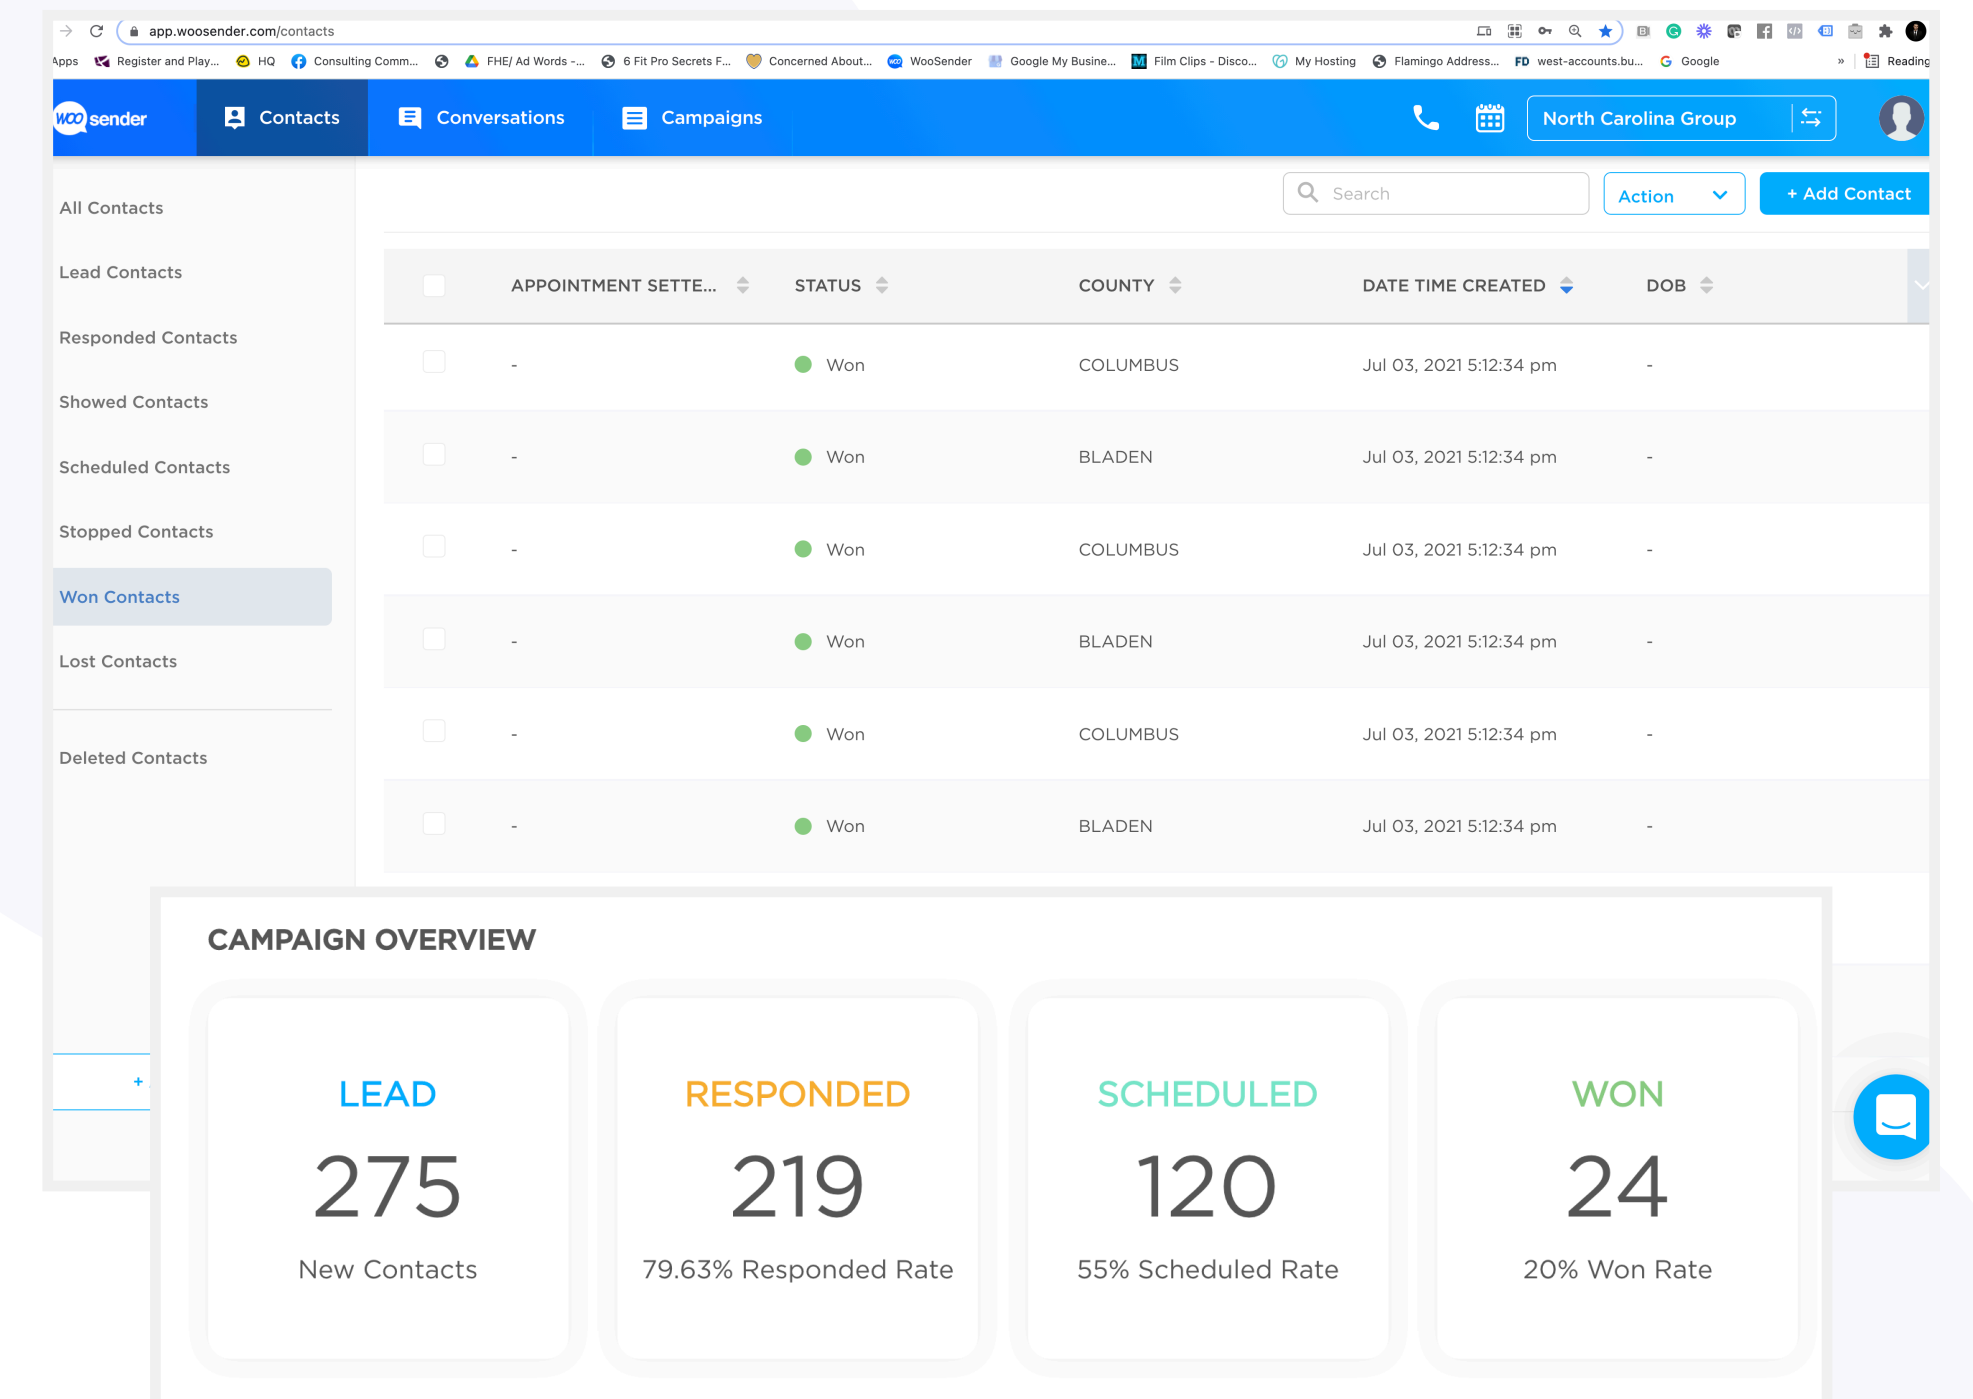 app.woosender.com/contacts
Apps Register and Play... HQ Consulting Comm... FHE/ Ad Words -... 6 Fit Pro Secrets F... Concerned About... WooSender Google My Busine... Film Clips - Disco... My Hosting Flamingo Address... FD west-accounts.bu... Google » Reading
woo sender Contacts Conversations Campaigns North Carolina Group
Search Action + Add Contact
All Contacts
Lead Contacts
Responded Contacts
Showed Contacts
Scheduled Contacts
Stopped Contacts
Won Contacts
Lost Contacts
Deleted Contacts
+
APPOINTMENT SETTE... STATUS COUNTY DATE TIME CREATED DOB
- Won COLUMBUS Jul 03, 2021 5:12:34 pm -
- Won BLADEN Jul 03, 2021 5:12:34 pm -
- Won COLUMBUS Jul 03, 2021 5:12:34 pm -
- Won BLADEN Jul 03, 2021 5:12:34 pm -
- Won COLUMBUS Jul 03, 2021 5:12:34 pm -
- Won BLADEN Jul 03, 2021 5:12:34 pm -
CAMPAIGN OVERVIEW
LEAD
275
New Contacts
RESPONDED
219
79.63% Responded Rate
SCHEDULED
120
55% Scheduled Rate
WON
24
20% Won Rate